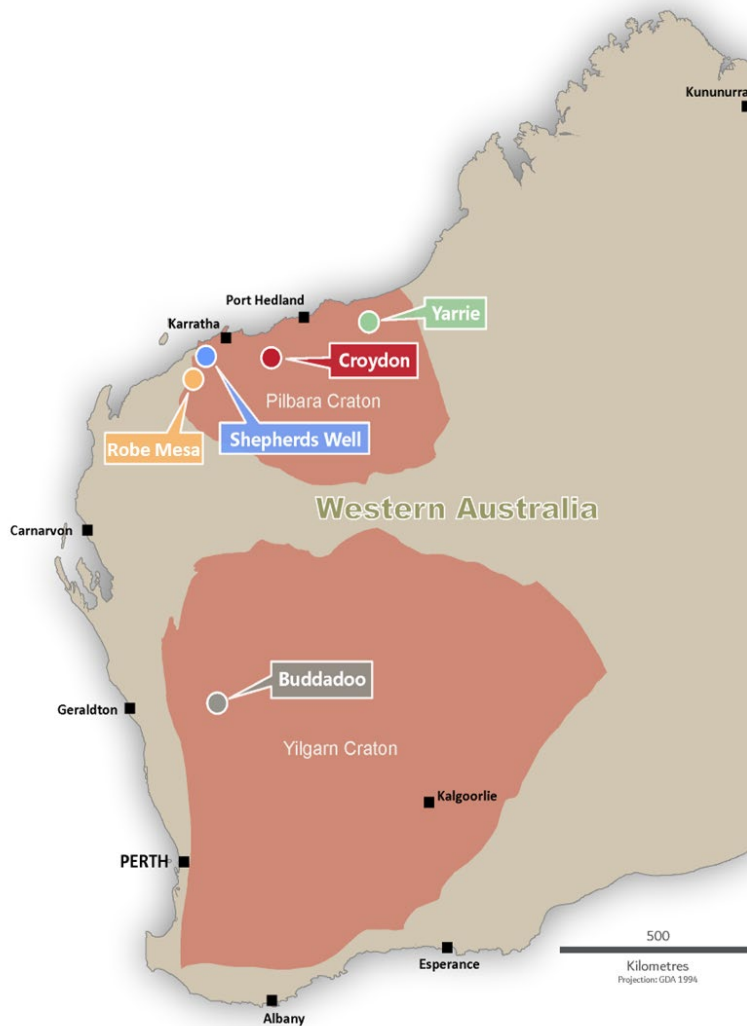 Kununurra
Port Hedland
Yarrie
Karratha
Croydon
Pilbara Craton
Shepherds Well
Robe Mesa
Western Australia
Carnarvon
Buddadoo
Geraldton
Yilgarn Craton
Kalgoorlie
PERTH
500
Esperance
Kilometres
Projection: GDA 1994
Albany